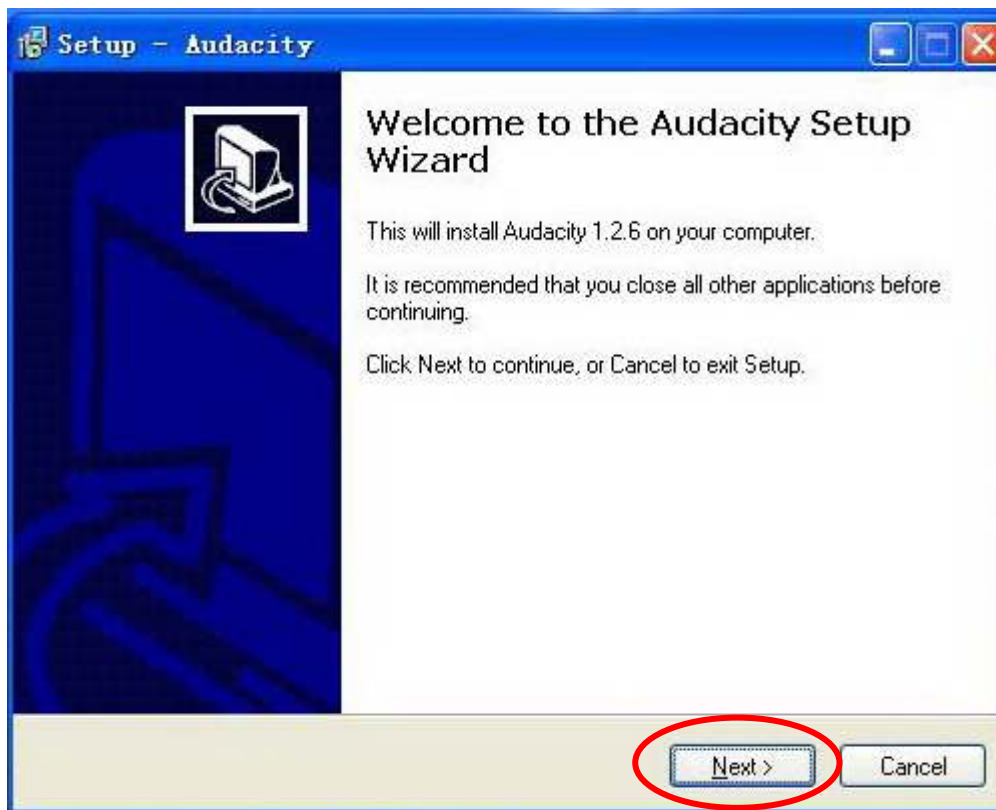 Setup - Audacity
Welcome to the Audacity Setup
Wizard
This will install Audacity 1.2.6 on your computer.
It is recommended that you close all other applications before
continuing.
Click Next to continue, or Cancel to exit Setup.
Next >
Cancel